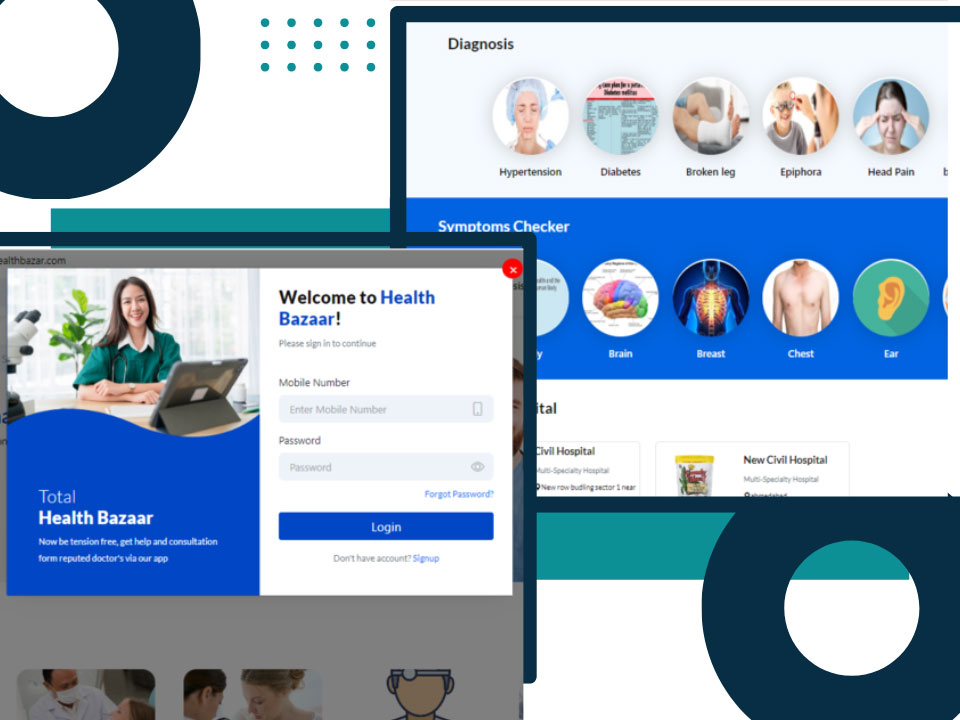 Diagnosis
Hypertension
Diabetes
Broken leg
Epiphora
Head Pain
Symptoms Checker
Brain
Breast
Chest
Ear
ital
Civil Hospital
Multi-Specialty Hospital
New row budling sector 1 near
New Civil Hospital
Multi-Specialty Hospital
ealthbazar.com
Welcome to Health
Bazaar!
Please sign in to continue
Mobile Number
Enter Mobile Number
Password
Password
Forgot Password?
Login
Don't have account? Signup
Total
Health Bazaar
Now be tension free, get help and consultation
form reputed doctor's via our app